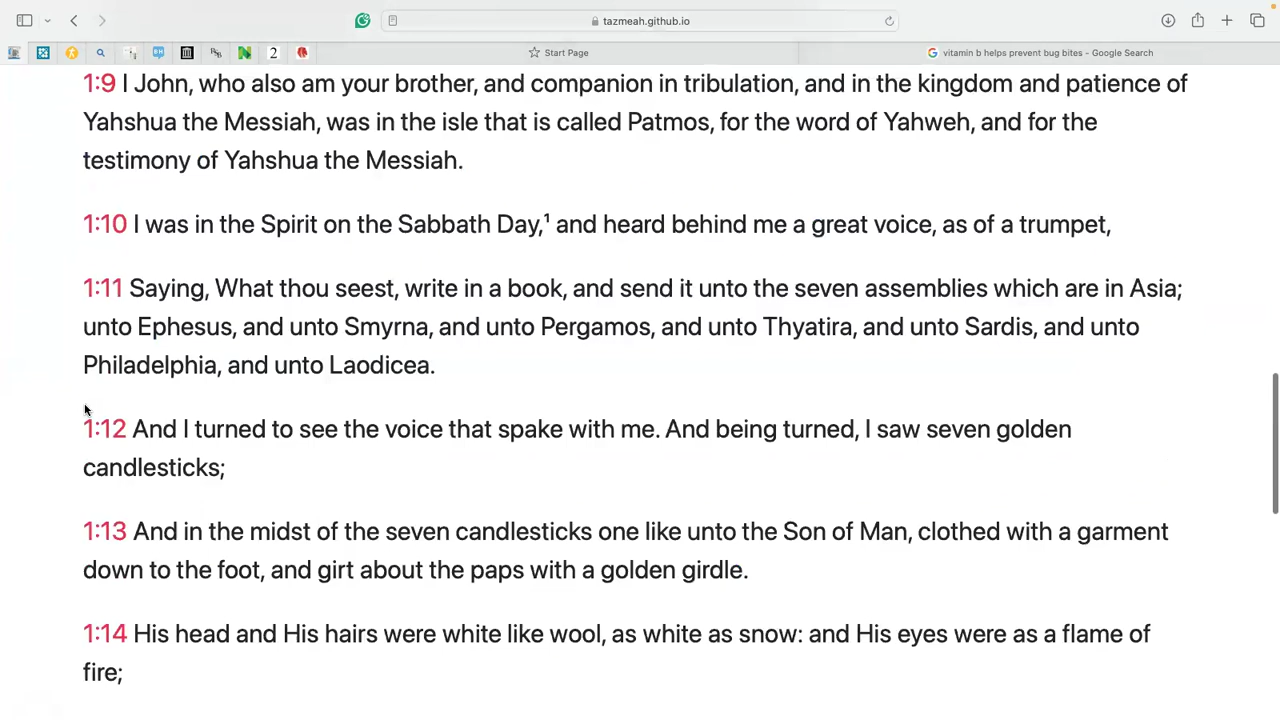 tazmeah.github.io
2
Start Page
vitamin b helps prevent bug bites - Google Search
1:9 I John, who also am your brother, and companion in tribulation, and in the kingdom and patience of
Yahshua the Messiah, was in the isle that is called Patmos, for the word of Yahweh, and for the
testimony of Yahshua the Messiah.
1:10 I was in the Spirit on the Sabbath Day,¹ and heard behind me a great voice, as of a trumpet,
1:11 Saying, What thou seest, write in a book, and send it unto the seven assemblies which are in Asia;
unto Ephesus, and unto Smyrna, and unto Pergamos, and unto Thyatira, and unto Sardis, and unto
Philadelphia, and unto Laodicea.
1:12 And I turned to see the voice that spake with me. And being turned, I saw seven golden
candlesticks;
1:13 And in the midst of the seven candlesticks one like unto the Son of Man, clothed with a garment
down to the foot, and girt about the paps with a golden girdle.
1:14 His head and His hairs were white like wool, as white as snow: and His eyes were as a flame of
fire;